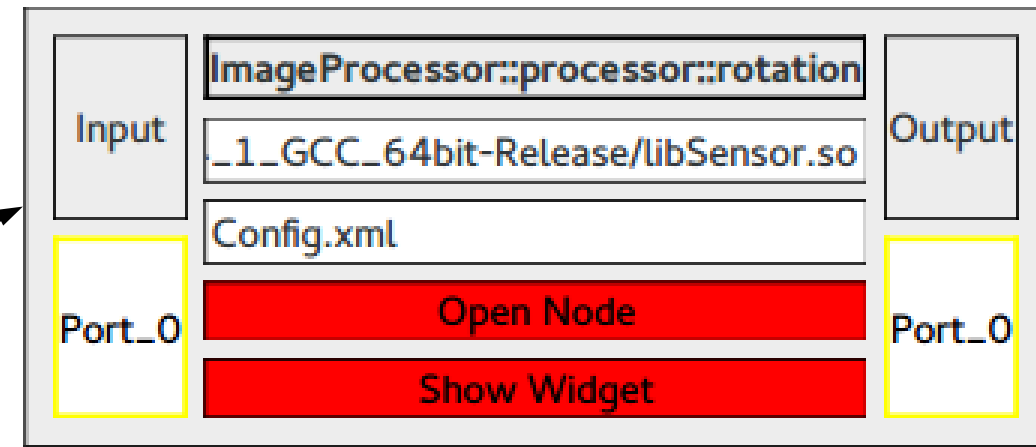 Input
ImageProcessor::processor::rotation
Output
_1_GCC_64bit-Release/libSensor.so
Config.xml
Port_0
Open Node
Port_0
Show Widget